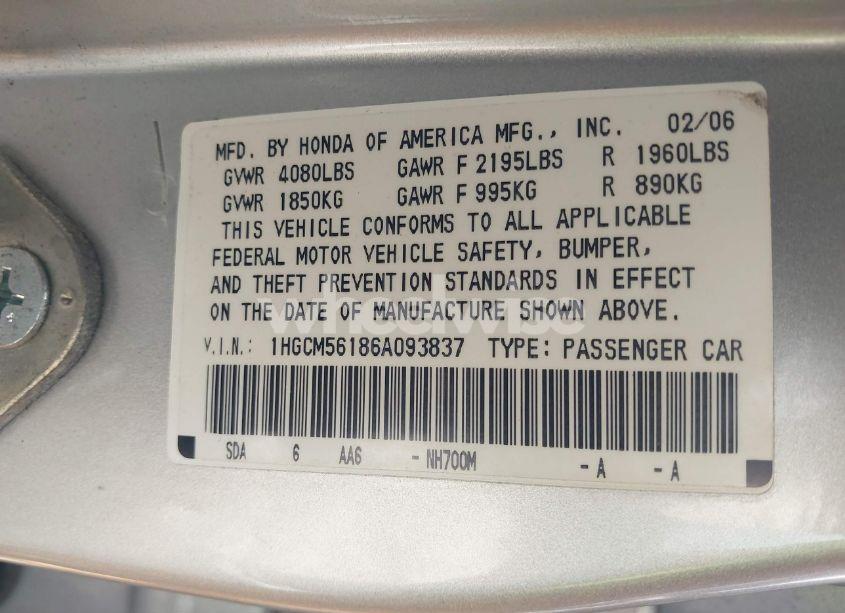 MFD. BY HONDA OF AMERICA MFG., INC. 02/06
GVWR 4080LBS GAWR F 2195LBS R 1960LBS
GVWR 1850KG GAWR F 995KG R 890KG
THIS VEHICLE CONFORMS TO ALL APPLICABLE
FEDERAL MOTOR VEHICLE SAFETY, BUMPER,
AND THEFT PREVENTION STANDARDS IN EFFECT
ON THE DATE OF MANUFACTURE SHOWN ABOVE.
wheelwise
V.I.N.: 1HGCM56186A093837 TYPE: PASSENGER CAR
SDA 6 AA6 - NH700M - A - A